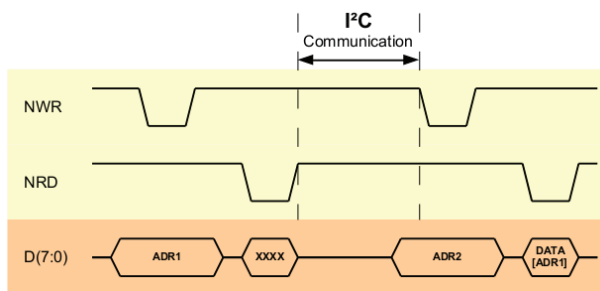 I²C
Communication
NWR
NRD
D(7:0)
ADR1
XXXX
ADR2
DATA
[ADR1]